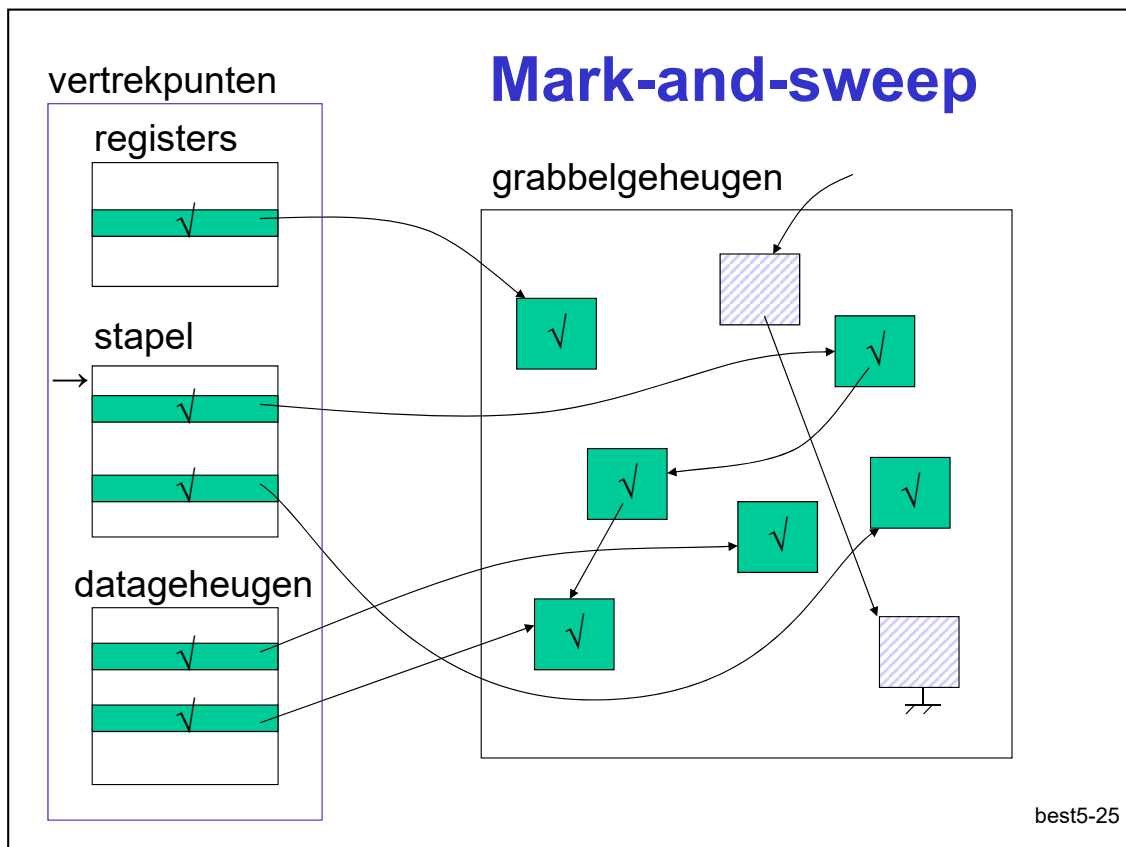 Mark-and-sweep
vertrekpunten
registers
√
stapel
→
√
√
datageheugen
√
√
grabbelgeheugen
√
√
√
√
√
√
best5-25